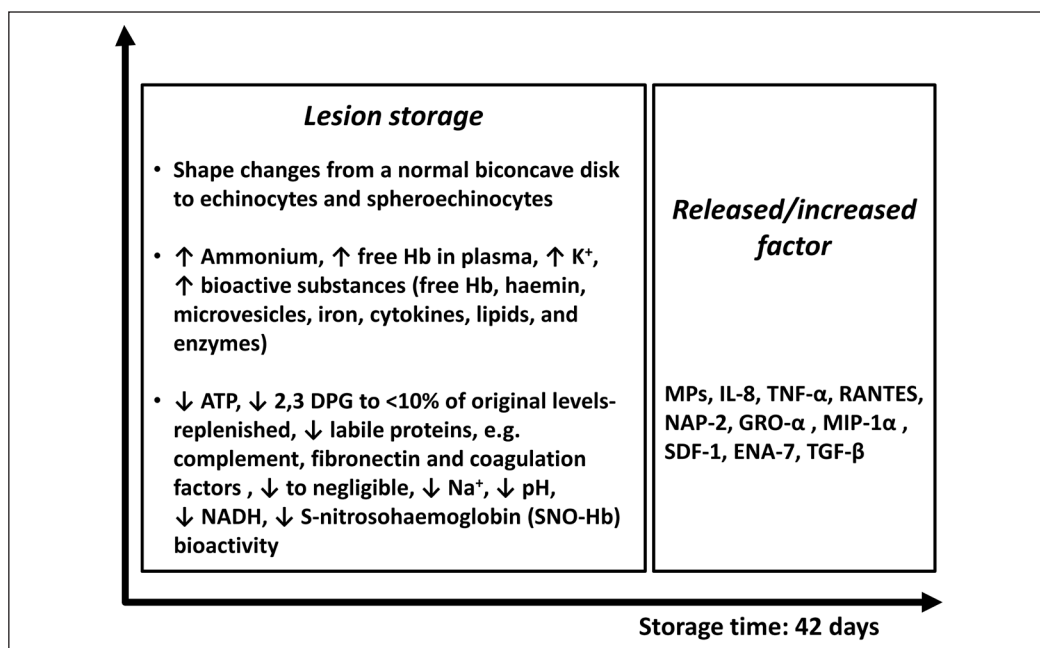 Lesion storage
• Shape changes from a normal biconcave disk
to echinocytes and spheroechinocytes
• ↑ Ammonium, ↑ free Hb in plasma, ↑ K⁺,
↑ bioactive substances (free Hb, haemin,
microvesicles, iron, cytokines, lipids, and
enzymes)
• ↓ ATP, ↓ 2,3 DPG to <10% of original levels-
replenished, ↓ labile proteins, e.g.
complement, fibronectin and coagulation
factors , ↓ to negligible, ↓ Na⁺, ↓ pH,
↓ NADH, ↓ S-nitrosohaemoglobin (SNO-Hb)
bioactivity
Released/increased
factor
MPs, IL-8, TNF-α, RANTES,
NAP-2, GRO-α , MIP-1α ,
SDF-1, ENA-7, TGF-β
Storage time: 42 days